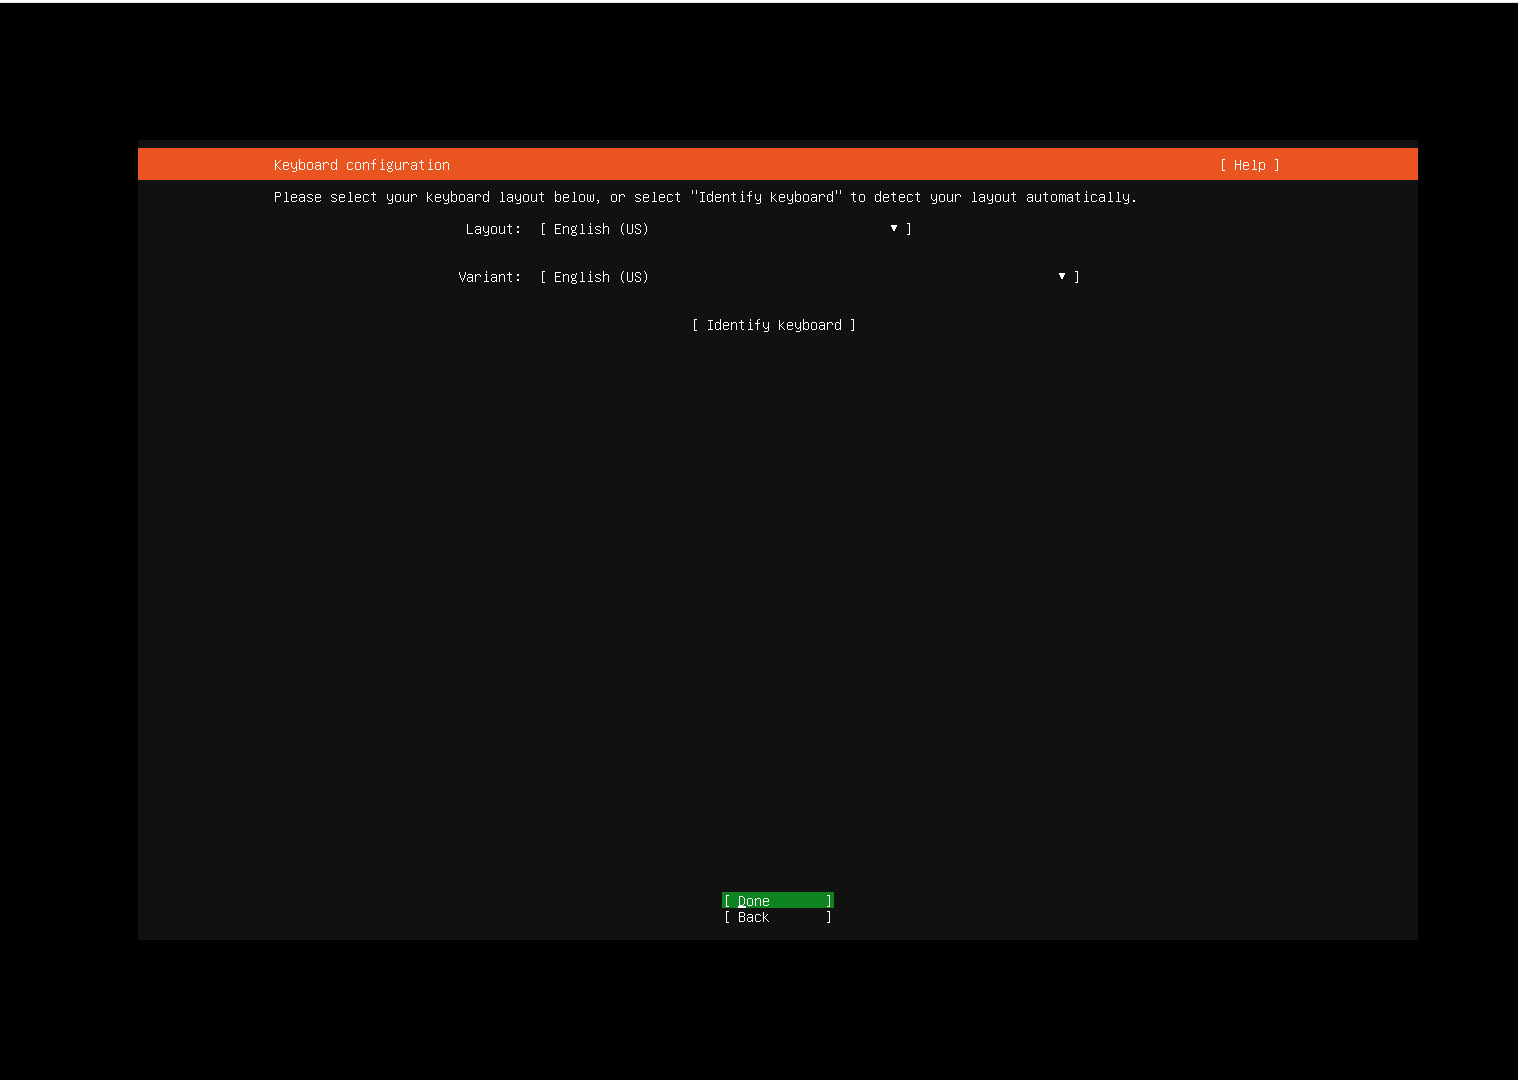 Keyboard configuration [ Help ]
Please select your keyboard layout below, or select "Identify keyboard" to detect your layout automatically.
Layout: [ English (US) ▼ ]
Variant: [ English (US) ▼ ]
[ Identify keyboard ]
[ Done ]
[ Back ]